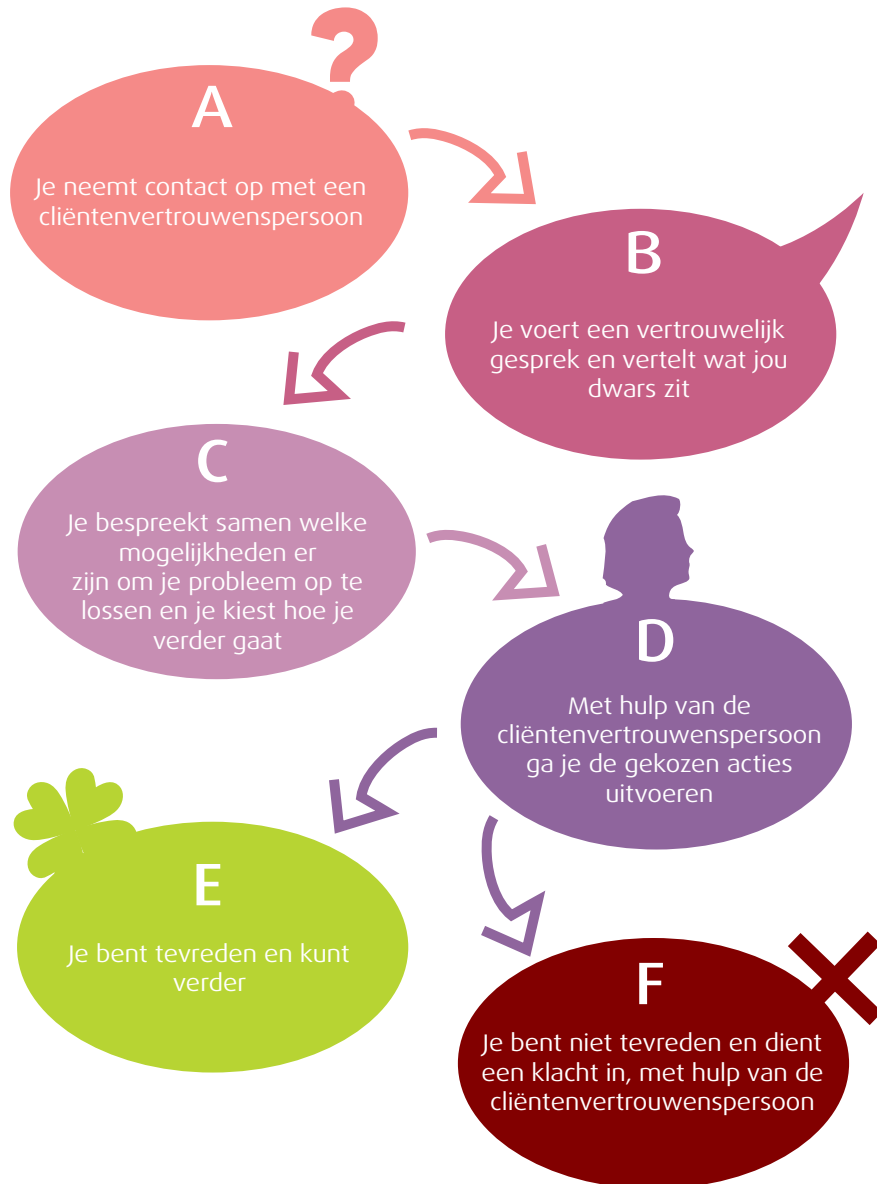 ?
A
Je neemt contact op met een
cliëntenvertrouwenspersoon
B
Je voert een vertrouwelijk
gesprek en vertelt wat jou
dwars zit
C
Je bespreekt samen welke
mogelijkheden er
zijn om je probleem op te
lossen en je kiest hoe je
verder gaat
D
Met hulp van de
cliëntenvertrouwenspersoon
ga je de gekozen acties
uitvoeren
E
Je bent tevreden en kunt
verder
F
Je bent niet tevreden en dient
een klacht in, met hulp van de
cliëntenvertrouwenspersoon